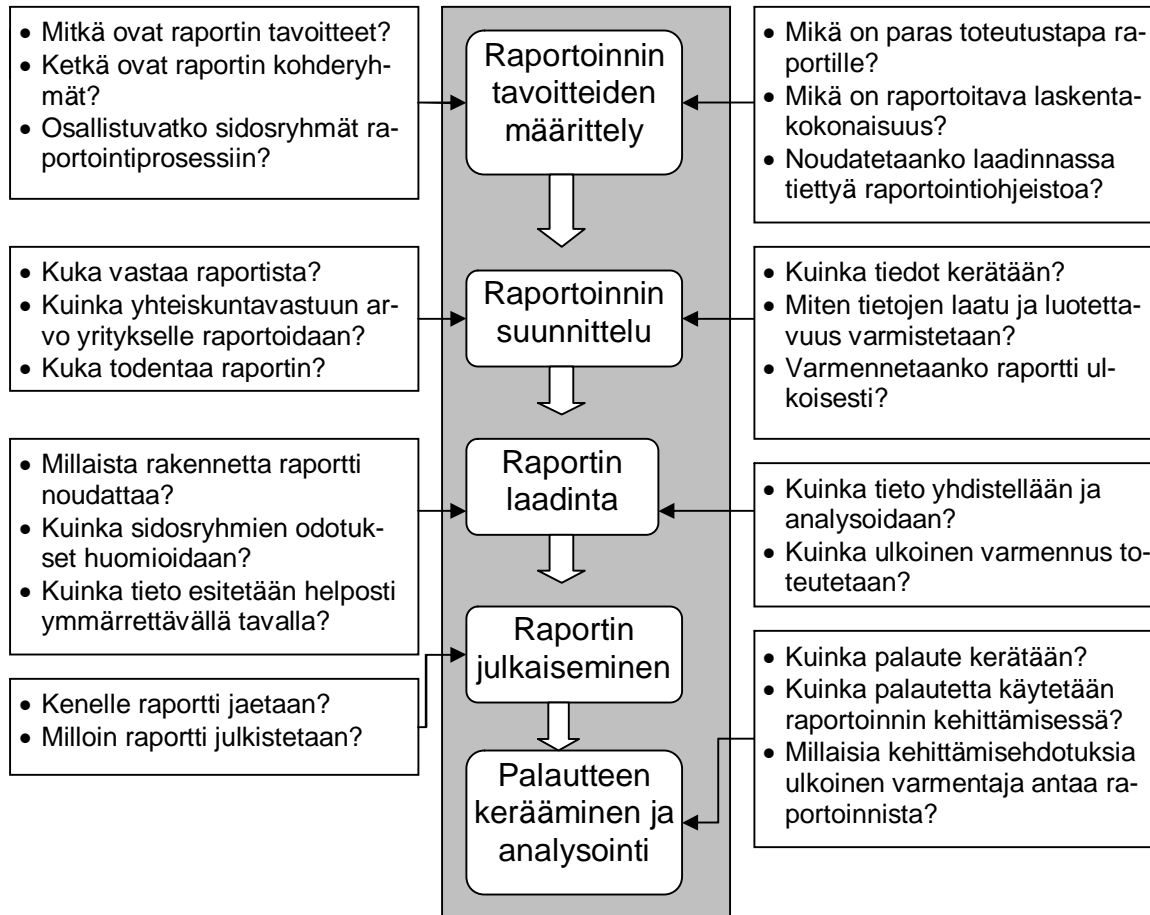 • Mitkä ovat raportin tavoitteet?
• Ketkä ovat raportin kohderyh-
mät?
• Osallistuvatko sidosryhmät ra-
portointiprosessiin?
Raportoinnin
tavoitteiden
määrittely
• Mikä on paras toteutustapa ra-
portille?
• Mikä on raportoitava laskenta-
kokonaisuus?
• Noudatetaanko laadinnassa
tiettyä raportointiohjeistoa?
• Kuka vastaa raportista?
• Kuinka yhteiskuntavastuun ar-
vo yritykselle raportoidaan?
• Kuka todentaa raportin?
Raportoinnin
suunnittelu
• Kuinka tiedot kerätään?
• Miten tietojen laatu ja luotetta-
vuus varmistetaan?
• Varmennetaanko raportti ul-
koisesti?
• Millaista rakennetta raportti
noudattaa?
• Kuinka sidosryhmien odotuk-
set huomioidaan?
• Kuinka tieto esitetään helposti
ymmärrettävällä tavalla?
Raportin
laadinta
• Kuinka tieto yhdistellään ja
analysoidaan?
• Kuinka ulkoinen varmennus to-
teutetaan?
• Kenelle raportti jaetaan?
• Milloin raportti julkistetaan?
Raportin
julkaiseminen
Palautteen
kerääminen ja
analysointi
• Kuinka palaute kerätään?
• Kuinka palautetta käytetään
raportoinnin kehittämisessä?
• Millaisia kehittämisehdotuksia
ulkoinen varmentaja antaa ra-
portoinnista?